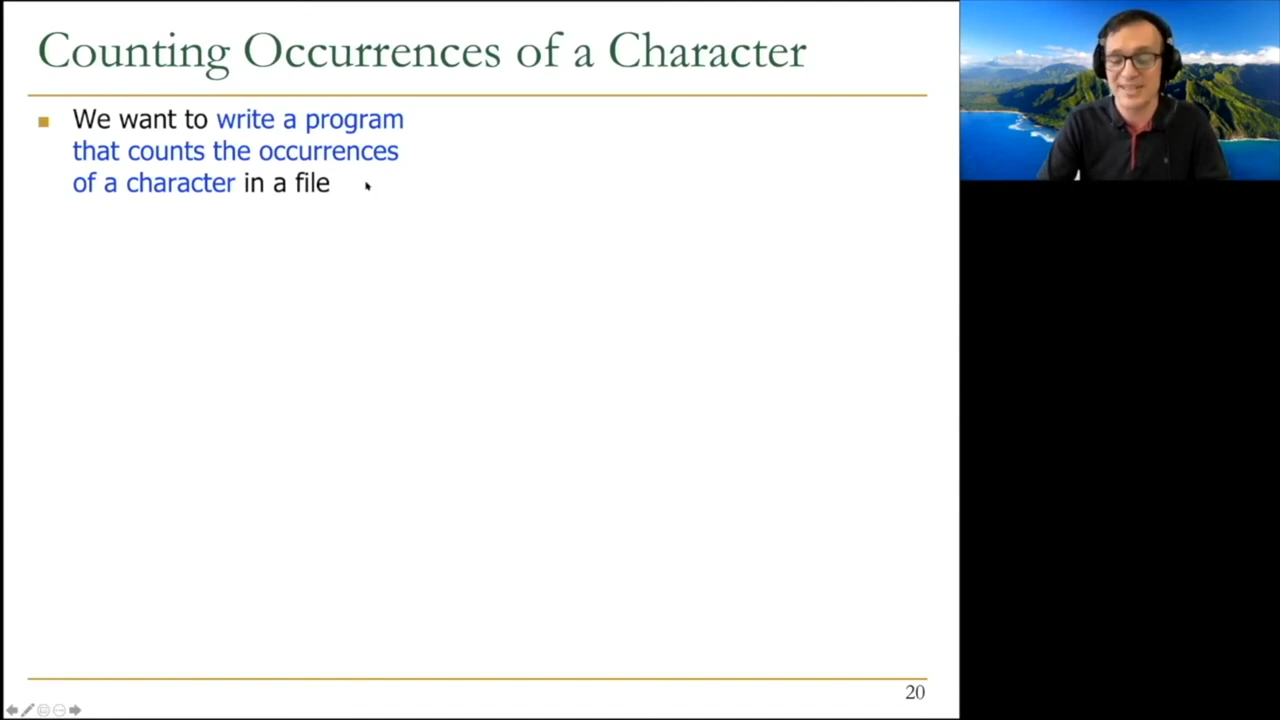 Counting Occurrences of a Character
We want to write a program
that counts the occurrences
of a character in a file
20